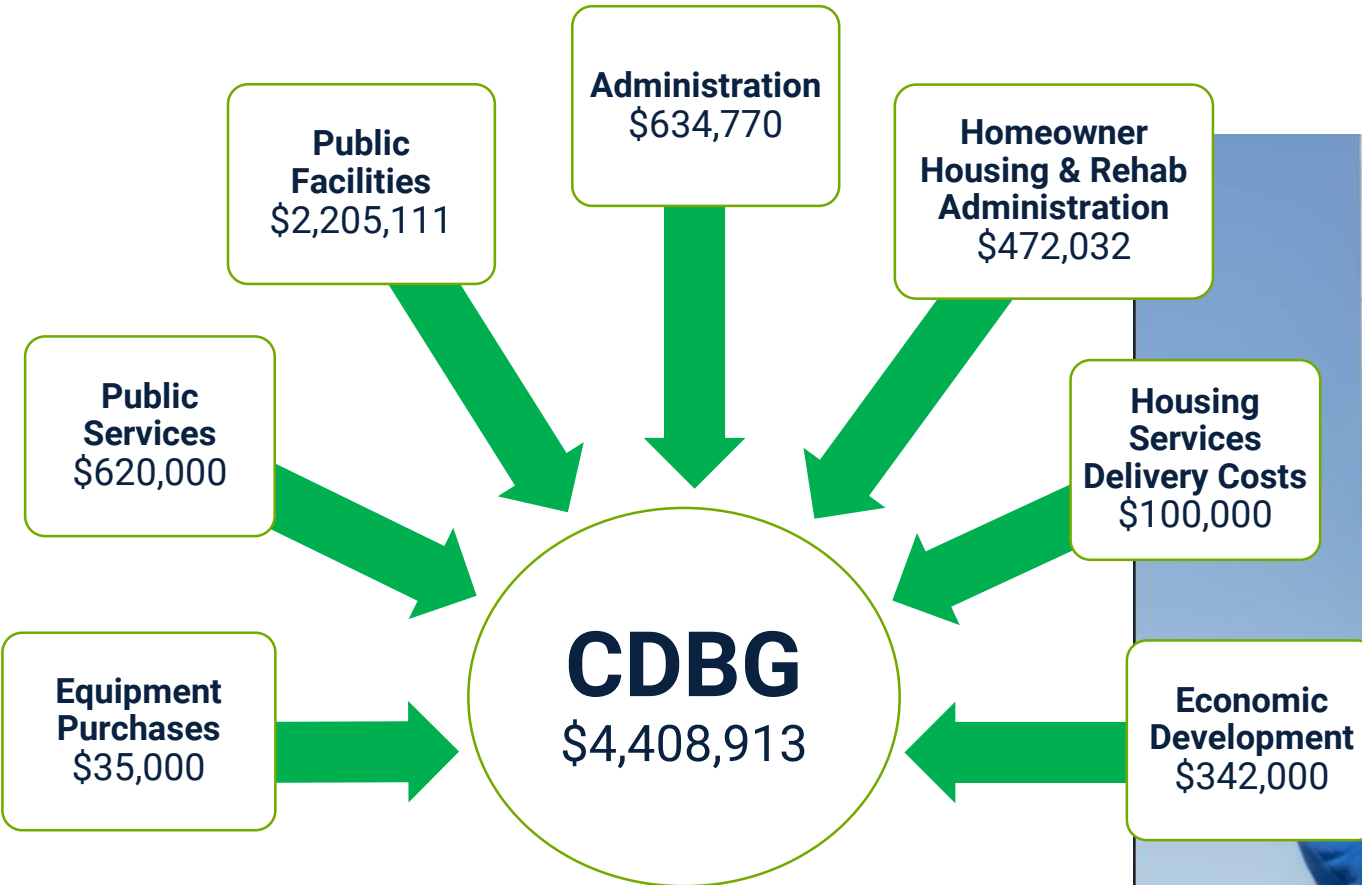 Administration
$634,770
Public
Facilities
$2,205,111
Homeowner
Housing & Rehab
Administration
$472,032
Public
Services
$620,000
Housing
Services
Delivery Costs
$100,000
Equipment
Purchases
$35,000
CDBG
$4,408,913
Economic
Development
$342,000